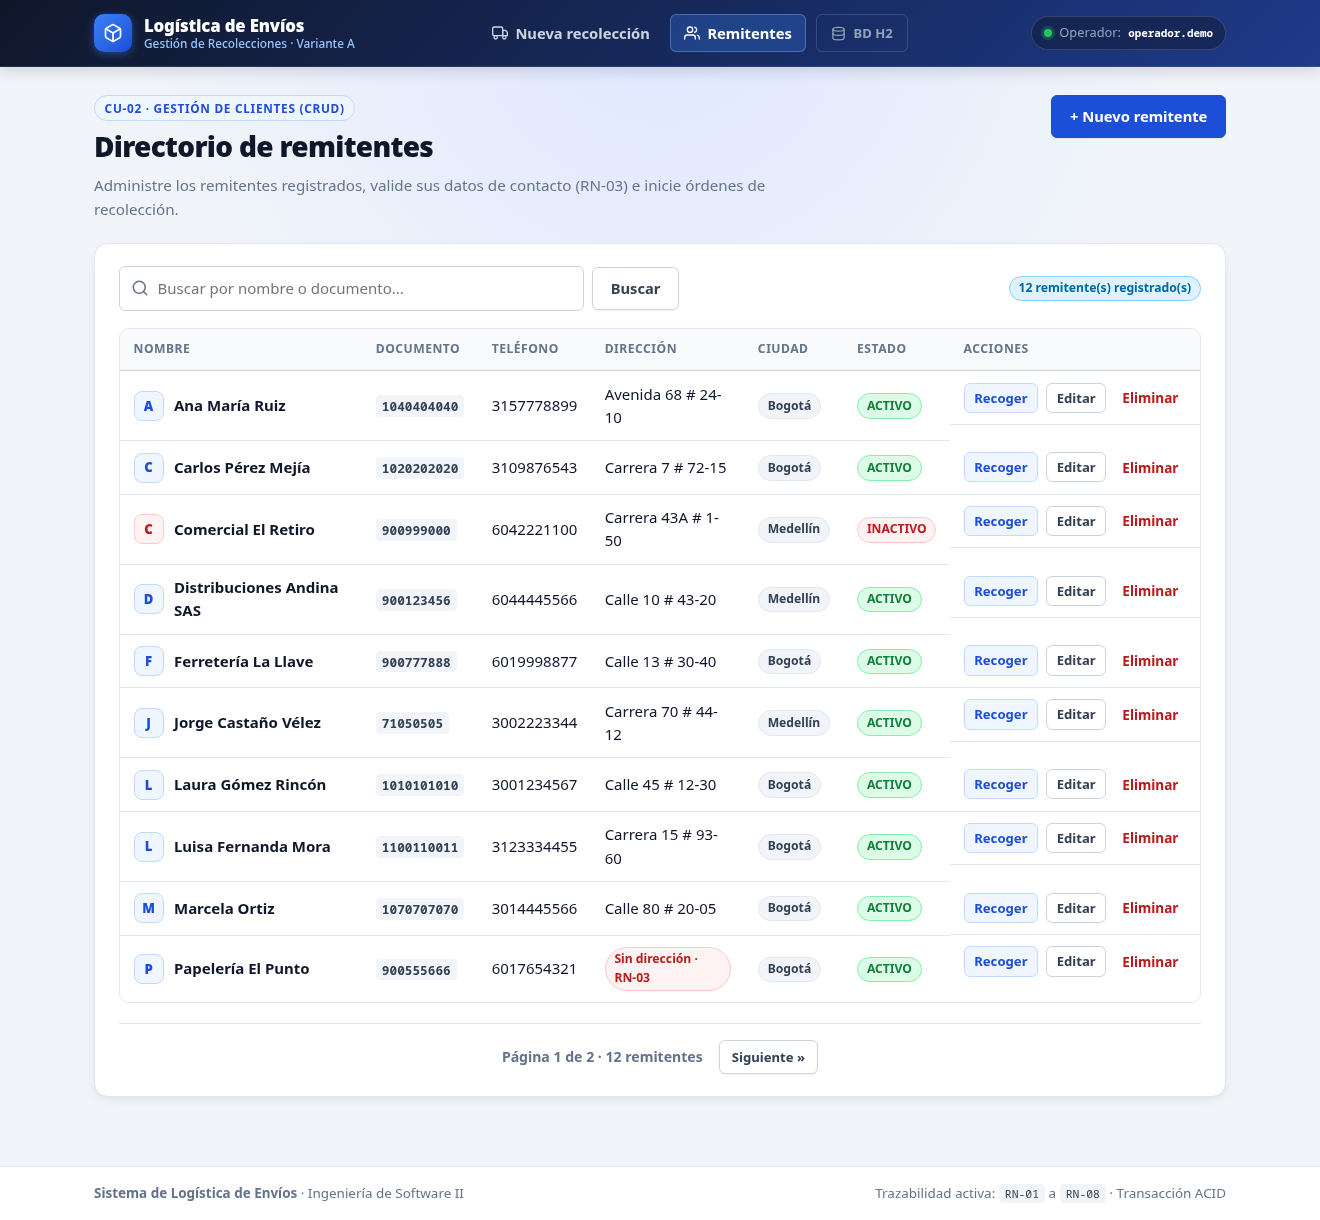 Logística de Envíos
Gestión de Recolecciones · Variante A
Nueva recolección
Remitentes
BD H2
Operador: operador.demo
CU-02 · GESTIÓN DE CLIENTES (CRUD)
+ Nuevo remitente
Directorio de remitentes
Administre los remitentes registrados, valide sus datos de contacto (RN-03) e inicie órdenes de
recolección.
Buscar por nombre o documento...
Buscar
12 remitente(s) registrado(s)
NOMBRE DOCUMENTO TELÉFONO DIRECCIÓN CIUDAD ESTADO ACCIONES
A Ana María Ruiz 1040404040 3157778899 Avenida 68 # 24-
10 Bogotá ACTIVO Recoger Editar Eliminar
C Carlos Pérez Mejía 1020202020 3109876543 Carrera 7 # 72-15 Bogotá ACTIVO Recoger Editar Eliminar
C Comercial El Retiro 900999000 6042221100 Carrera 43A # 1-
50 Medellín INACTIVO Recoger Editar Eliminar
D Distribuciones Andina
SAS 900123456 6044445566 Calle 10 # 43-20 Medellín ACTIVO Recoger Editar Eliminar
F Ferretería La Llave 900777888 6019998877 Calle 13 # 30-40 Bogotá ACTIVO Recoger Editar Eliminar
J Jorge Castaño Vélez 71050505 3002223344 Carrera 70 # 44-
12 Medellín ACTIVO Recoger Editar Eliminar
L Laura Gómez Rincón 1010101010 3001234567 Calle 45 # 12-30 Bogotá ACTIVO Recoger Editar Eliminar
L Luisa Fernanda Mora 1100110011 3123334455 Carrera 15 # 93-
60 Bogotá ACTIVO Recoger Editar Eliminar
M Marcela Ortiz 1070707070 3014445566 Calle 80 # 20-05 Bogotá ACTIVO Recoger Editar Eliminar
P Papelería El Punto 900555666 6017654321 Sin dirección ·
RN-03 Bogotá ACTIVO Recoger Editar Eliminar
Página 1 de 2 · 12 remitentes
Siguiente »
Sistema de Logística de Envíos · Ingeniería de Software II
Trazabilidad activa: RN-01 a RN-08 · Transacción ACID